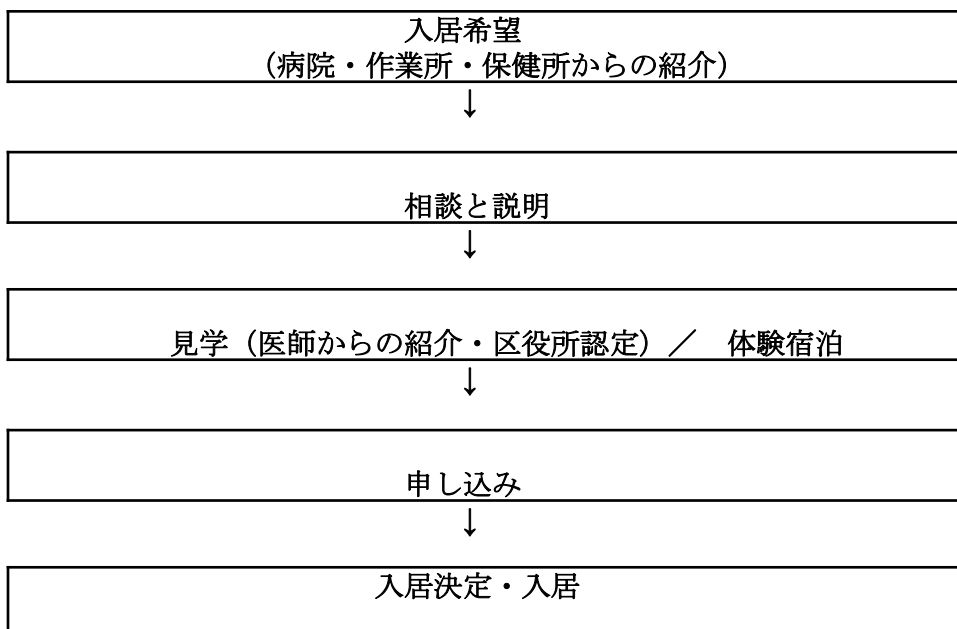 入居希望
（病院・作業所・保健所からの紹介）
↓
相談と説明
↓
見学（医師からの紹介・区役所認定）／　体験宿泊
↓
申し込み
↓
入居決定・入居